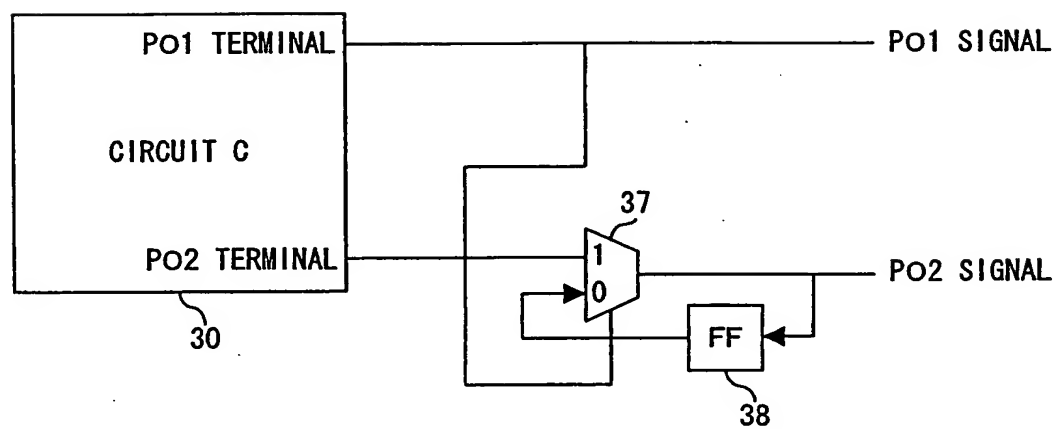 PO1 TERMINAL
PO1 SIGNAL
CIRCUIT C
37
PO2 TERMINAL
1
PO2 SIGNAL
0
30
FF
38